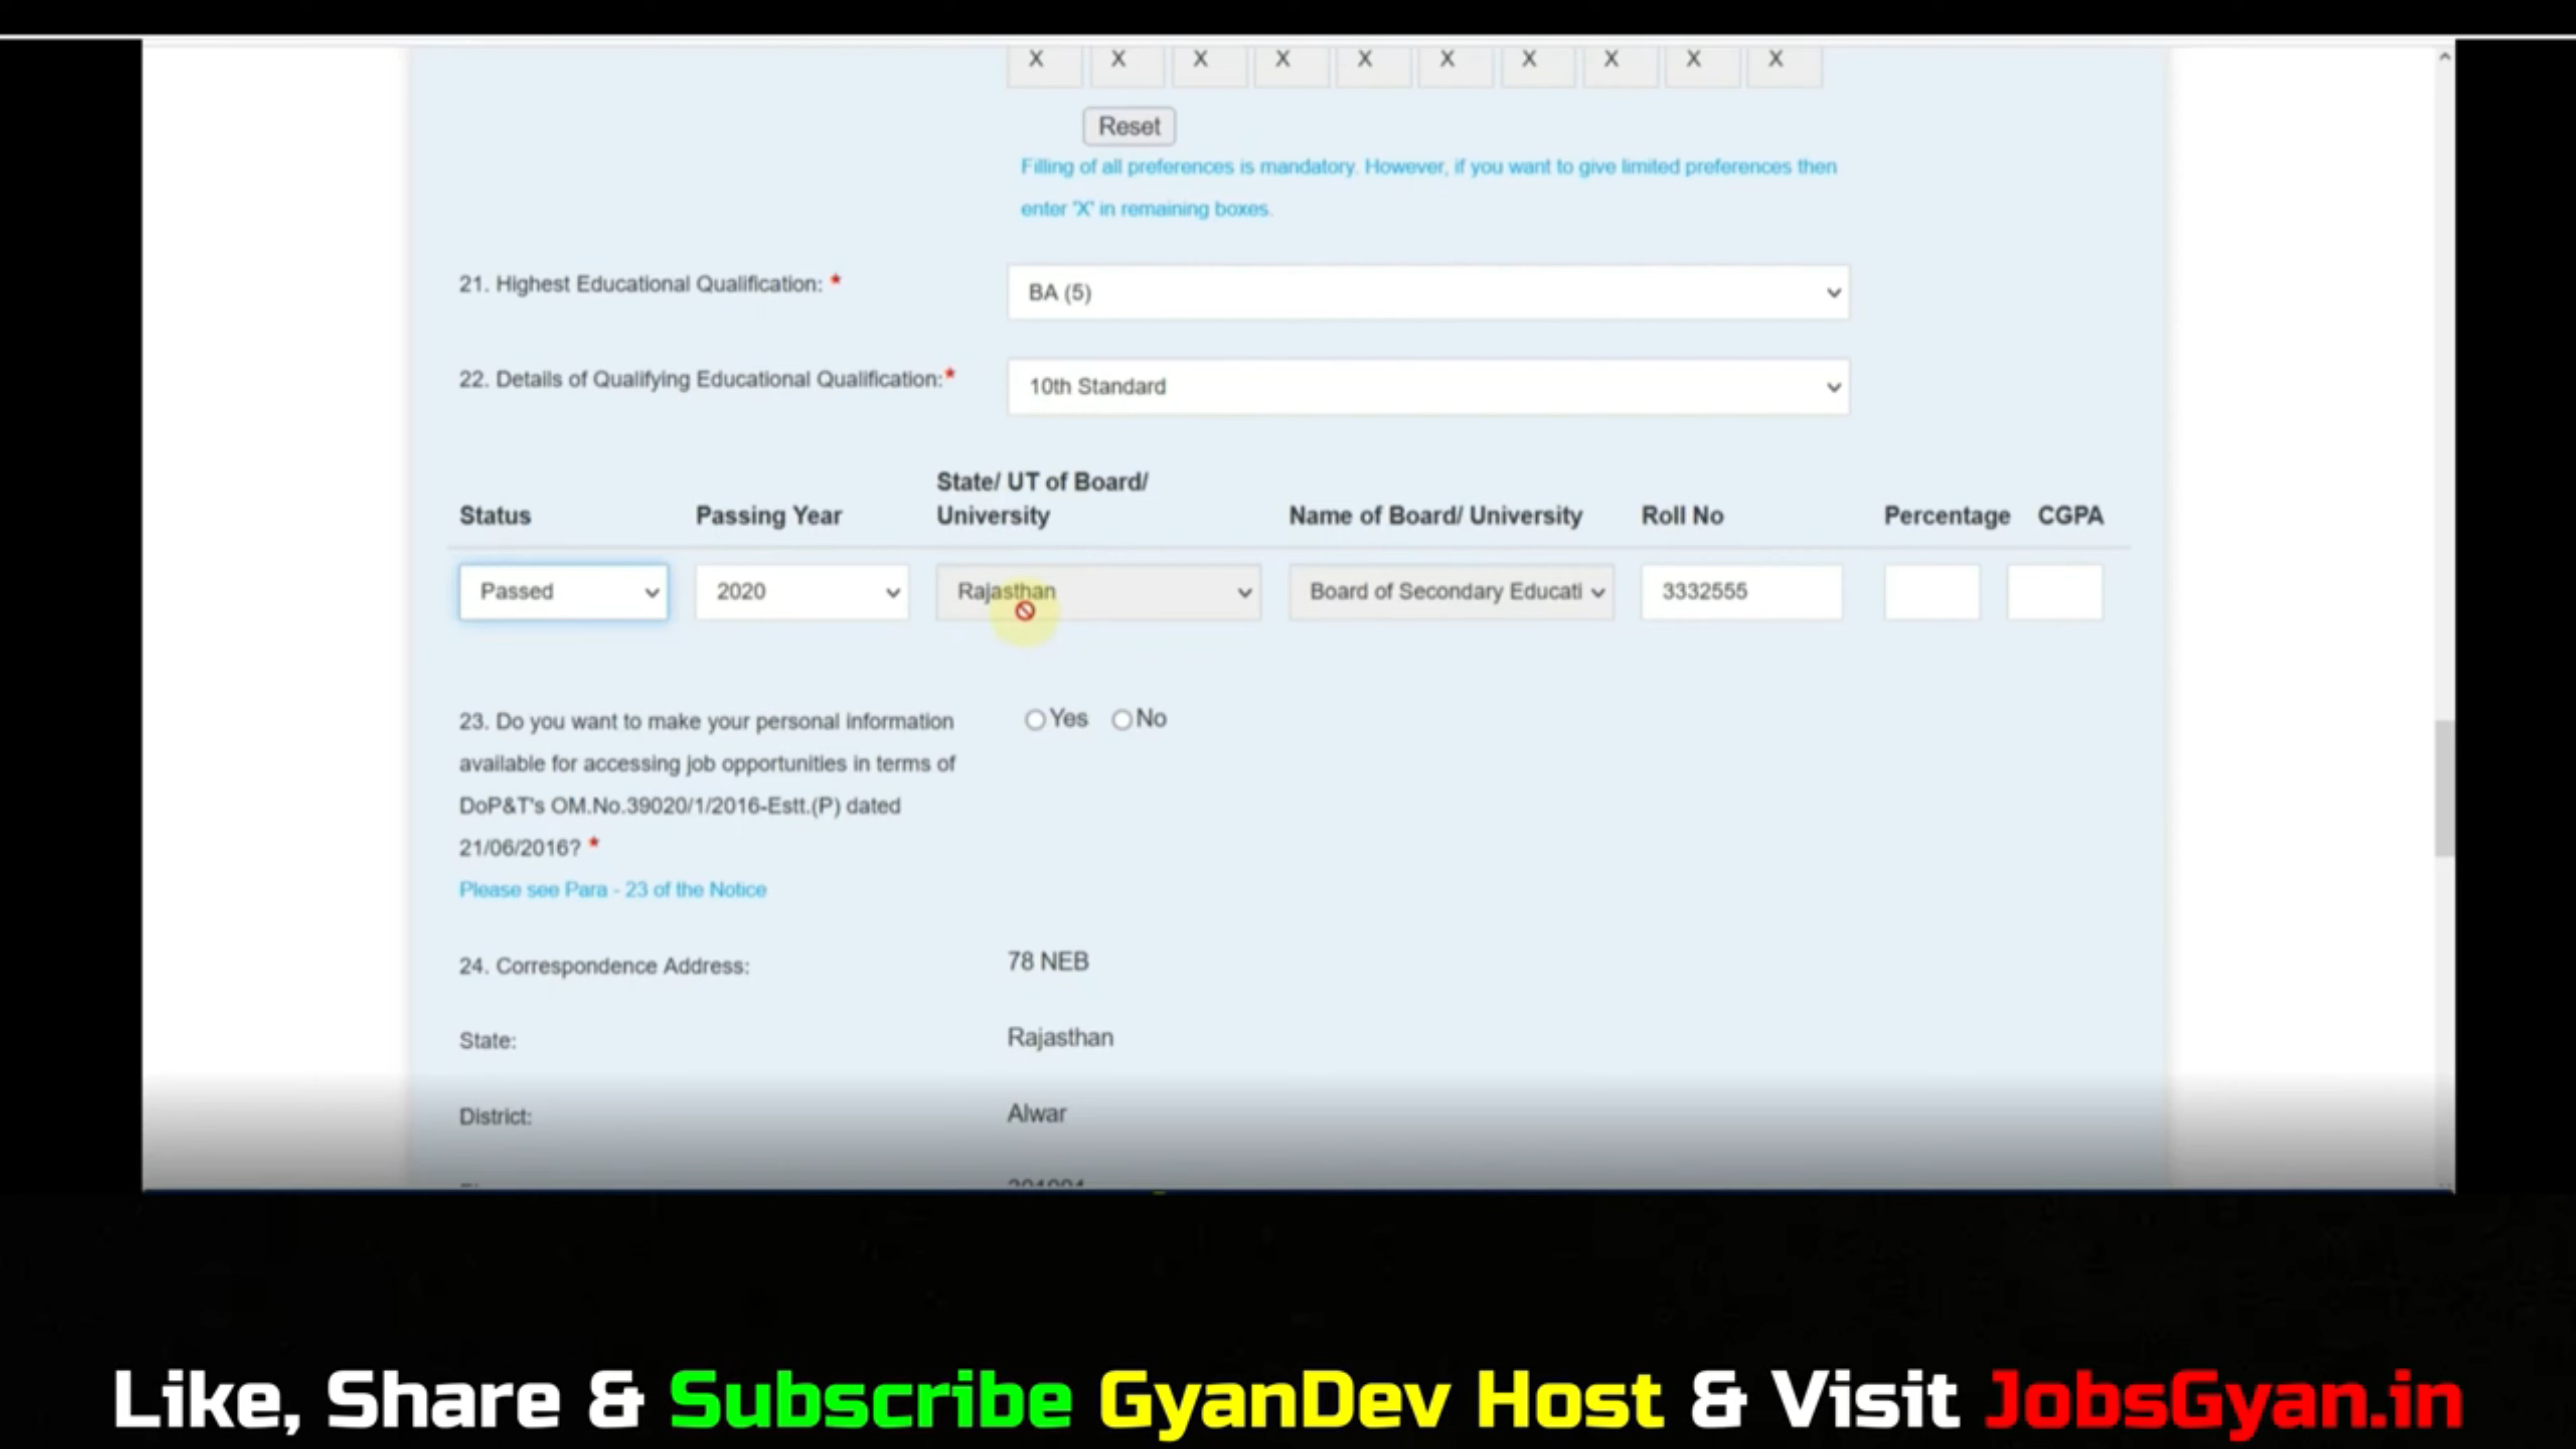 X X X X X X X X X X
Reset
Filling of all preferences is mandatory. However, if you want to give limited preferences then
enter 'X' in remaining boxes.
21. Highest Educational Qualification: *
BA (5)
22. Details of Qualifying Educational Qualification:*
10th Standard
Status Passing Year State/ UT of Board/ University Name of Board/ University Roll No Percentage CGPA
Passed 2020 Rajasthan Board of Secondary Educati 3332555
23. Do you want to make your personal information
Yes No
available for accessing job opportunities in terms of
DoP&T's OM.No.39020/1/2016-Estt.(P) dated
21/06/2016? *
Please see Para - 23 of the Notice
24. Correspondence Address: 78 NEB
State: Rajasthan
District: Alwar
Like, Share & Subscribe GyanDev Host & Visit JobsGyan.in